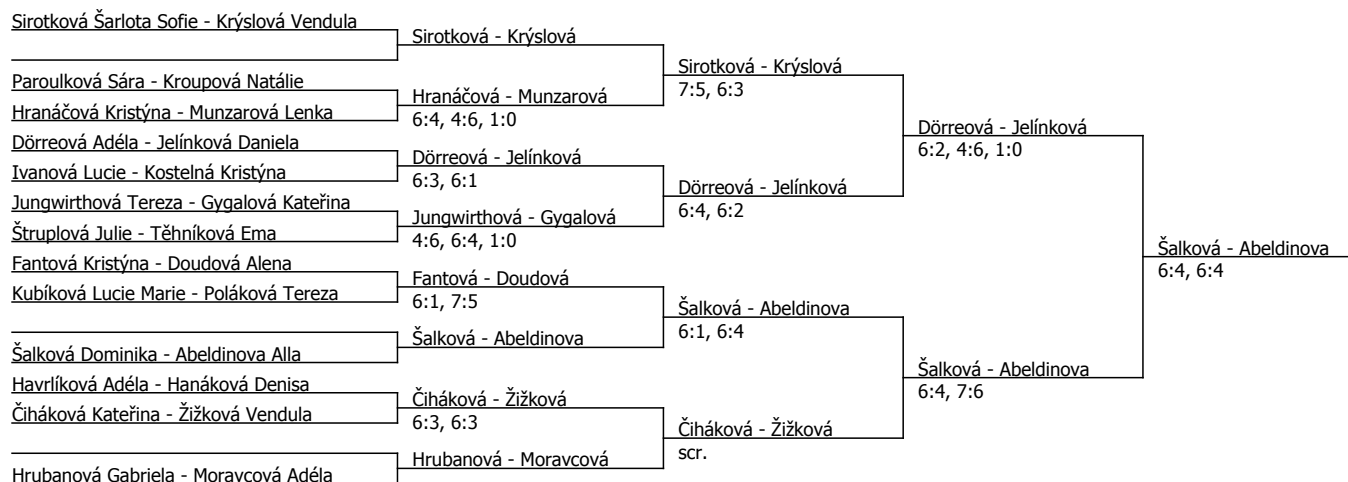 Sirotková Šarlota Sofie - Krýslová Vendula
Paroulková Sára - Kroupová Natálie
Hranáčová Kristýna - Munzarová Lenka
Dörreová Adéla - Jelínková Daniela
Ivanová Lucie - Kostelná Kristýna
Jungwirthová Tereza - Gygalová Kateřina
Štruplová Julie - Těhníková Ema
Fantová Kristýna - Doudová Alena
Kubíková Lucie Marie - Poláková Tereza
Šalková Dominika - Abeldinova Alla
Havrlíková Adéla - Hanáková Denisa
Čiháková Kateřina - Žižková Vendula
Hrubanová Gabriela - Moravcová Adéla
Sirotková - Krýslová
Hranáčová - Munzarová
6:4, 4:6, 1:0
Dörreová - Jelínková
6:3, 6:1
Jungwirthová - Gygalová
4:6, 6:4, 1:0
Fantová - Doudová
6:1, 7:5
Šalková - Abeldinova
Čiháková - Žižková
6:3, 6:3
Hrubanová - Moravcová
Sirotková - Krýslová
7:5, 6:3
Dörreová - Jelínková
6:4, 6:2
Šalková - Abeldinova
6:1, 6:4
Čiháková - Žižková
scr.
Dörreová - Jelínková
6:2, 4:6, 1:0
Šalková - Abeldinova
6:4, 7:6
Šalková - Abeldinova
6:4, 6:4